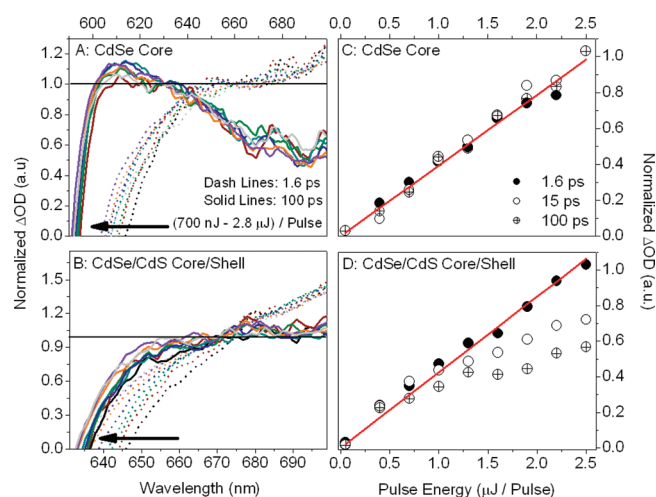 600 610 620 630 640 650 660 670 680 690
0.0 0.5 1.0 1.5 2.0 2.5
A: CdSe Core
C: CdSe Core
1.2
1.0
0.8
0.6
0.4
0.2
0.0
1.0
0.8
0.6
0.4
0.2
0.0
Dash Lines: 1.6 ps
Solid Lines: 100 ps
(700 nJ - 2.8 μJ) / Pulse
1.6 ps
15 ps
100 ps
Normalized ΔOD (a.u)
Normalized ΔOD (a.u.)
B: CdSe/CdS Core/Shell
D: CdSe/CdS Core/Shell
1.5
1.2
0.9
0.6
0.3
0.0
1.0
0.8
0.6
0.4
0.2
0.0
640 650 660 670 680 690
0.0 0.5 1.0 1.5 2.0 2.5
Wavelength (nm)
Pulse Energy (μJ / Pulse)